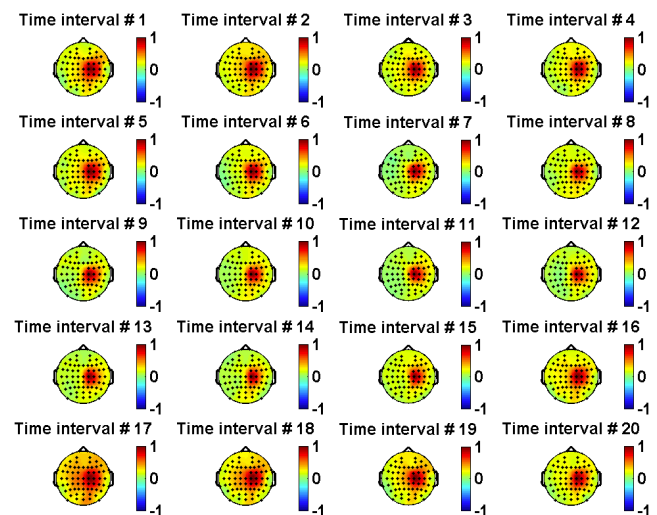 Time interval # 1 Time interval # 2 Time interval # 3 Time interval # 4
1 1 1 1
0 0 0 0
-1 -1 -1 -1
Time interval # 5 Time interval # 6 Time interval # 7 Time interval # 8
1 1 1 1
0 0 0 0
-1 -1 -1 -1
Time interval # 9 Time interval # 10 Time interval # 11 Time interval # 12
1 1 1 1
0 0 0 0
-1 -1 -1 -1
Time interval # 13 Time interval # 14 Time interval # 15 Time interval # 16
1 1 1 1
0 0 0 0
-1 -1 -1 -1
Time interval # 17 Time interval # 18 Time interval # 19 Time interval # 20
1 1 1 1
0 0 0 0
-1 -1 -1 -1